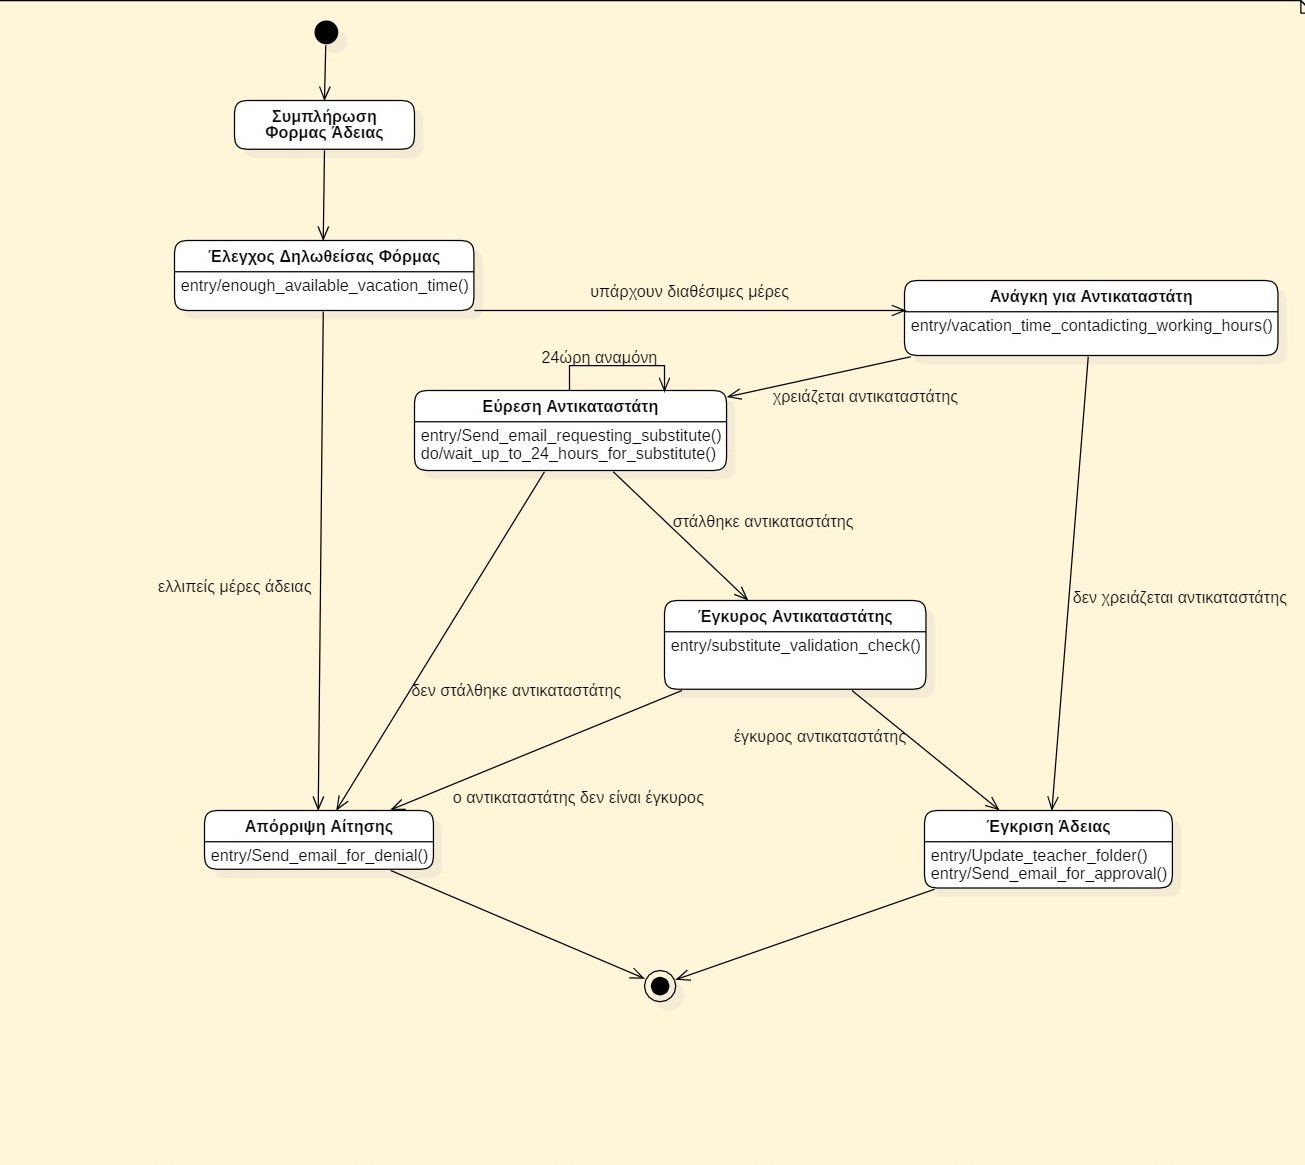 Συμπλήρωση
Φορμας Άδειας
Έλεγχος Δηλωθείσας Φόρμας
entry/enough_available_vacation_time()
υπάρχουν διαθέσιμες μέρες
Ανάγκη για Αντικαταστάτη
entry/vacation_time_contadicting_working_hours()
24ώρη αναμόνη
χρειάζεται αντικαταστάτης
Εύρεση Αντικαταστάτη
entry/Send_email_requesting_substitute()
do/wait_up_to_24_hours_for_substitute()
στάλθηκε αντικαταστάτης
ελλιπείς μέρες άδειας
δεν χρειάζεται αντικαταστάτης
Έγκυρος Αντικαταστάτης
entry/substitute_validation_check()
δεν στάλθηκε αντικαταστάτης
έγκυρος αντικαταστάτης
ο αντικαταστάτης δεν είναι έγκυρος
Απόρριψη Αίτησης
entry/Send_email_for_denial()
Έγκριση Άδειας
entry/Update_teacher_folder()
entry/Send_email_for_approval()